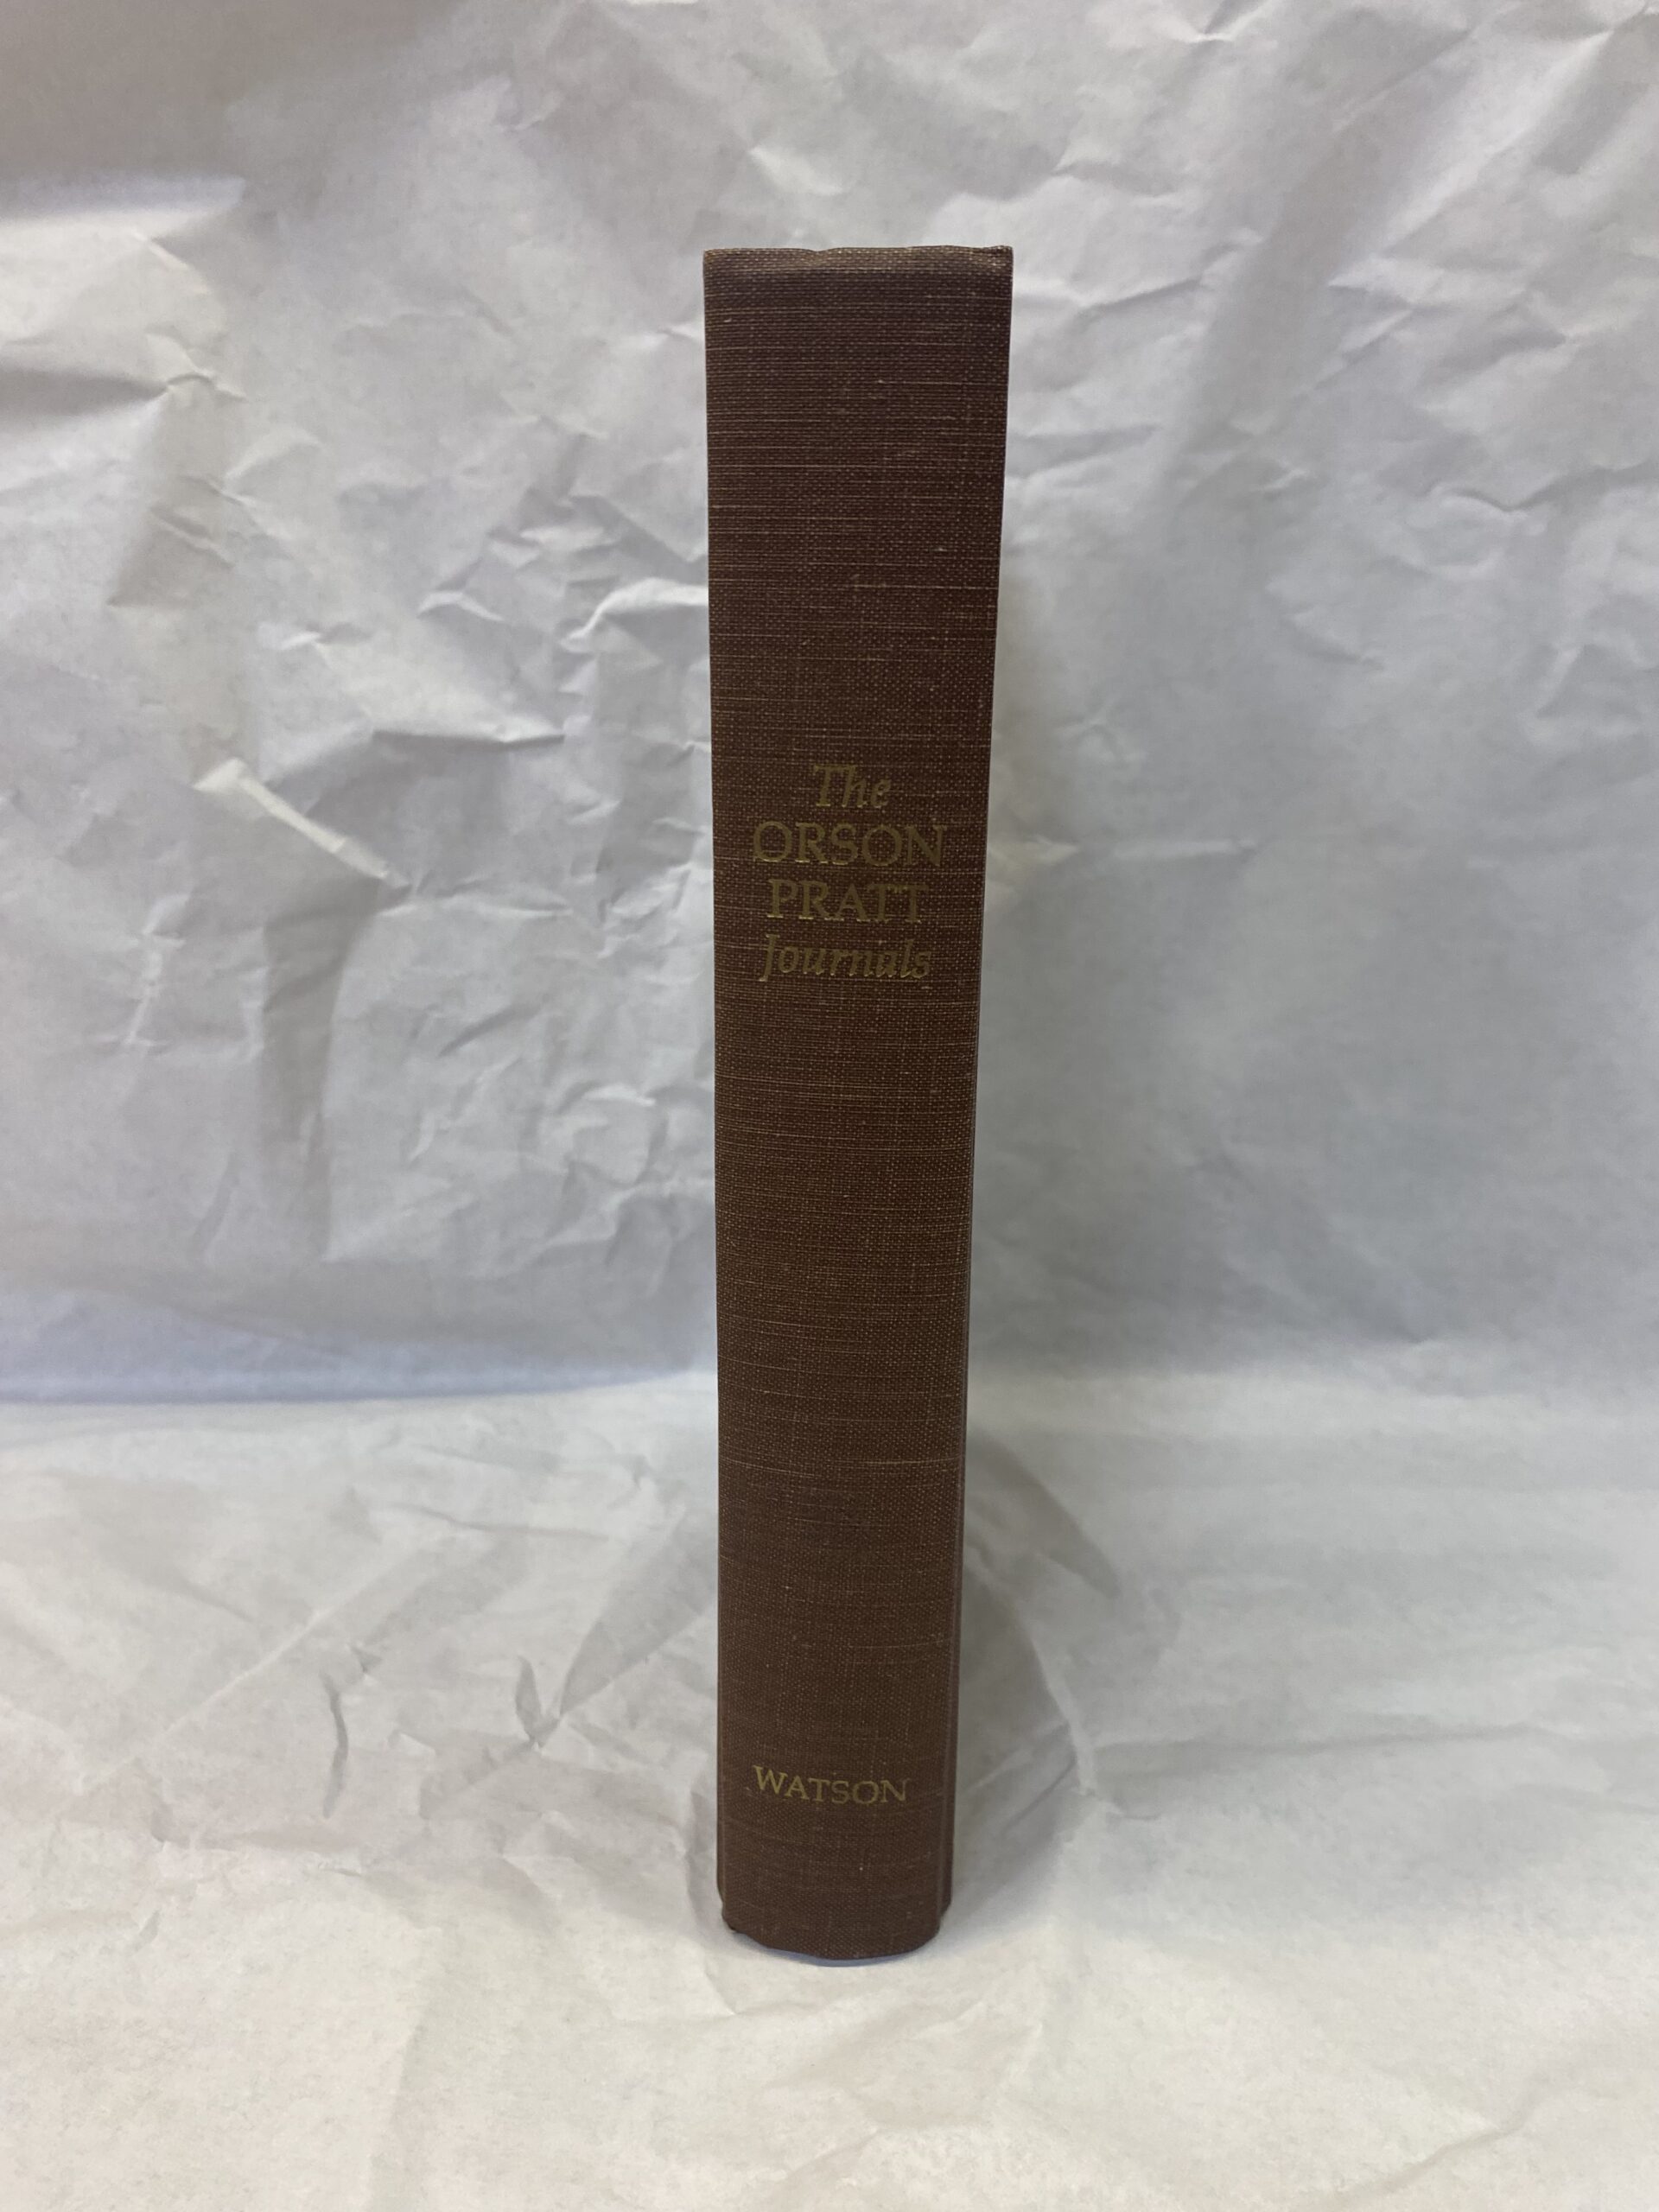 The
ORSON
PRATT
Journals
WATSON